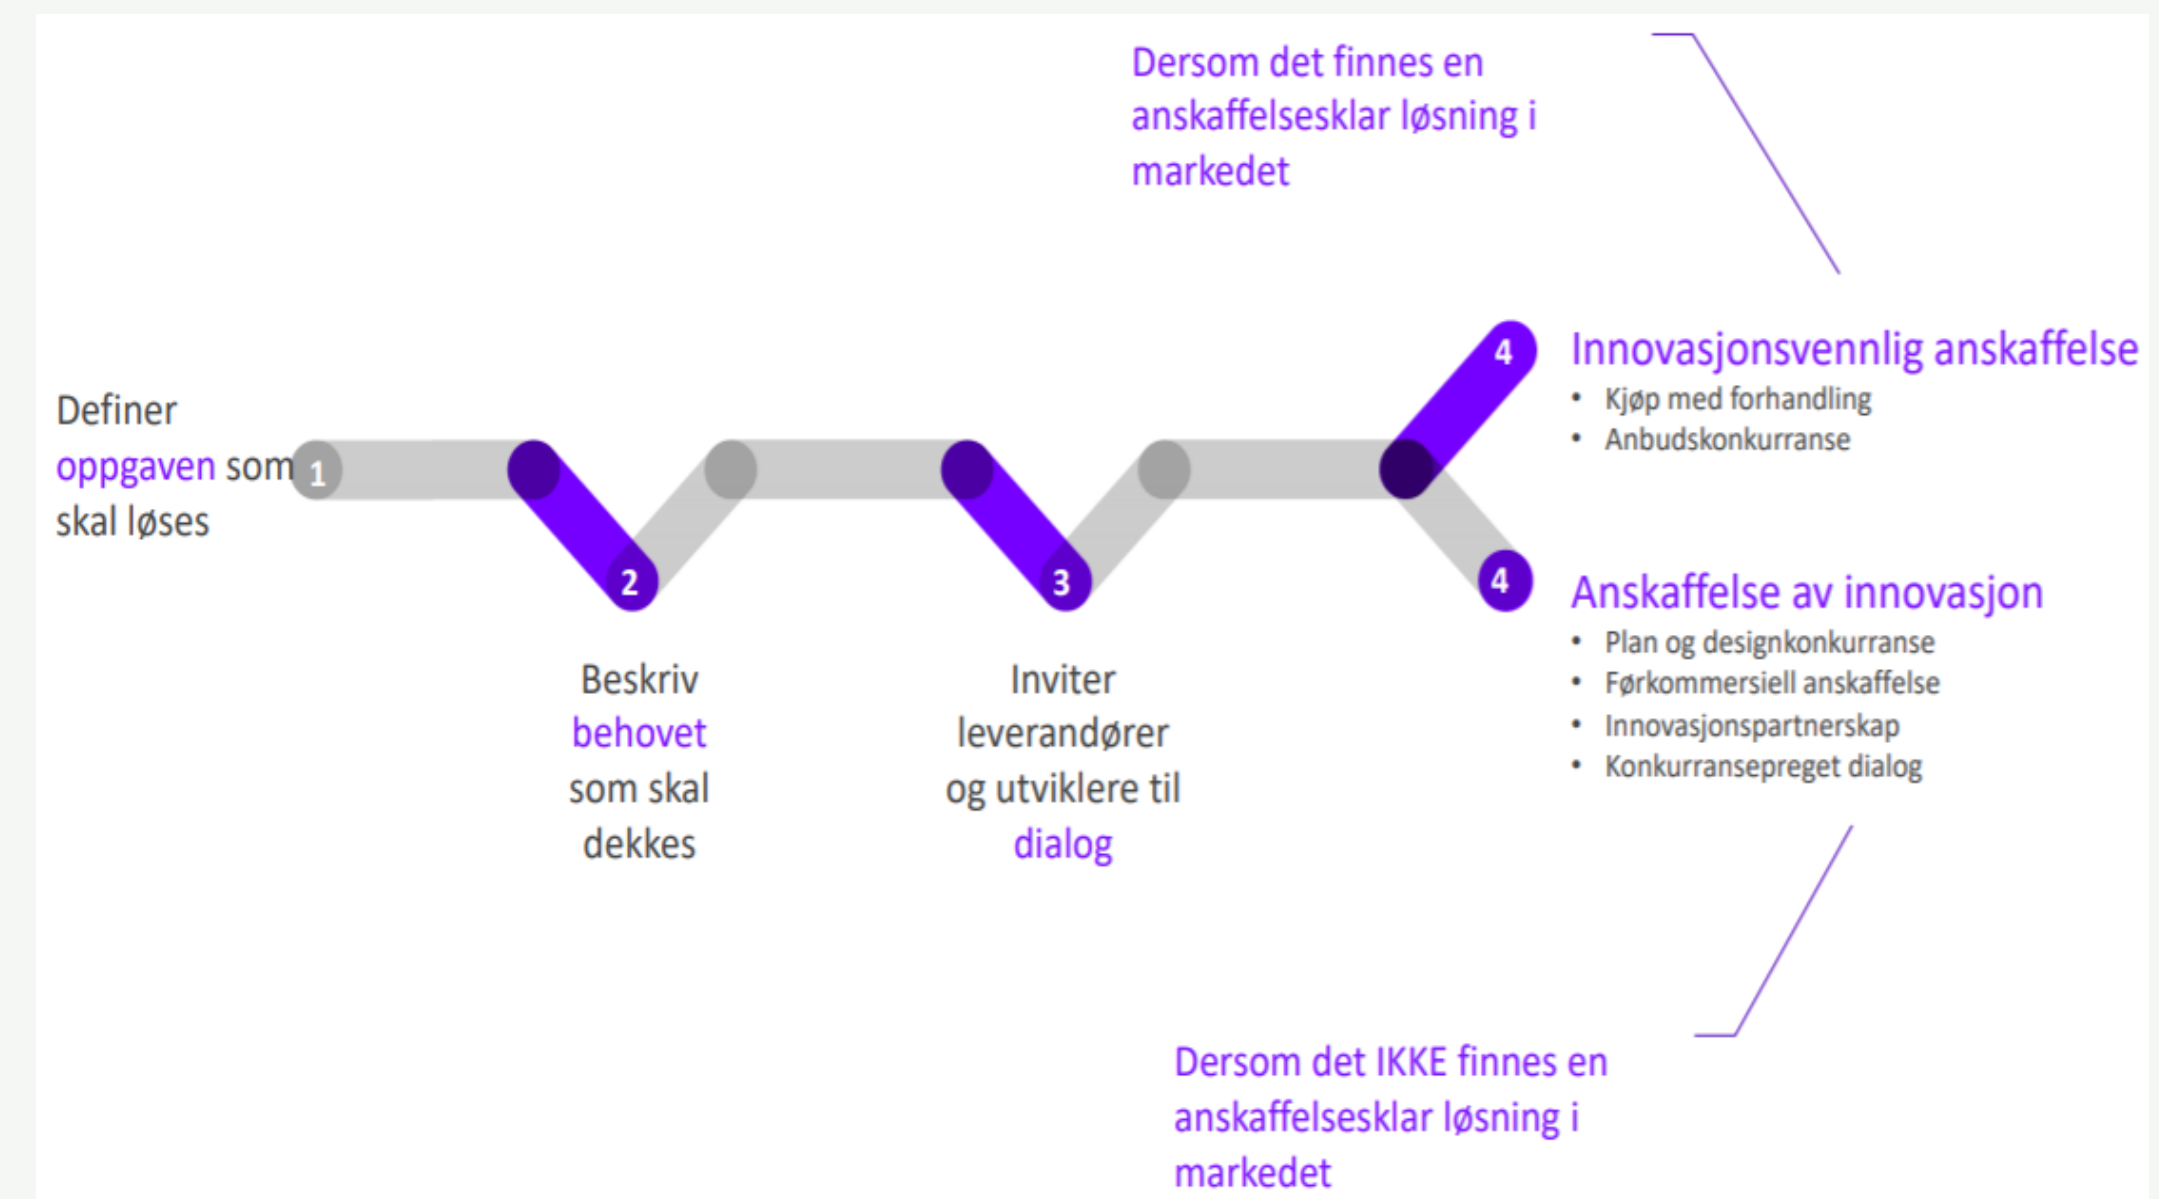 Dersom det finnes en
anskaffelsesklar løsning i
markedet
Definer
oppgaven som
skal løses
1
2
Beskriv
behovet
som skal
dekkes
3
Inviter
leverandører
og utviklere til
dialog
4
Innovasjonsvennlig anskaffelse
• Kjøp med forhandling
• Anbudskonkurranse
4
Anskaffelse av innovasjon
• Plan og designkonkurranse
• Førkommersiell anskaffelse
• Innovasjonspartnerskap
• Konkurransepreget dialog
Dersom det IKKE finnes en
anskaffelsesklar løsning i
markedet